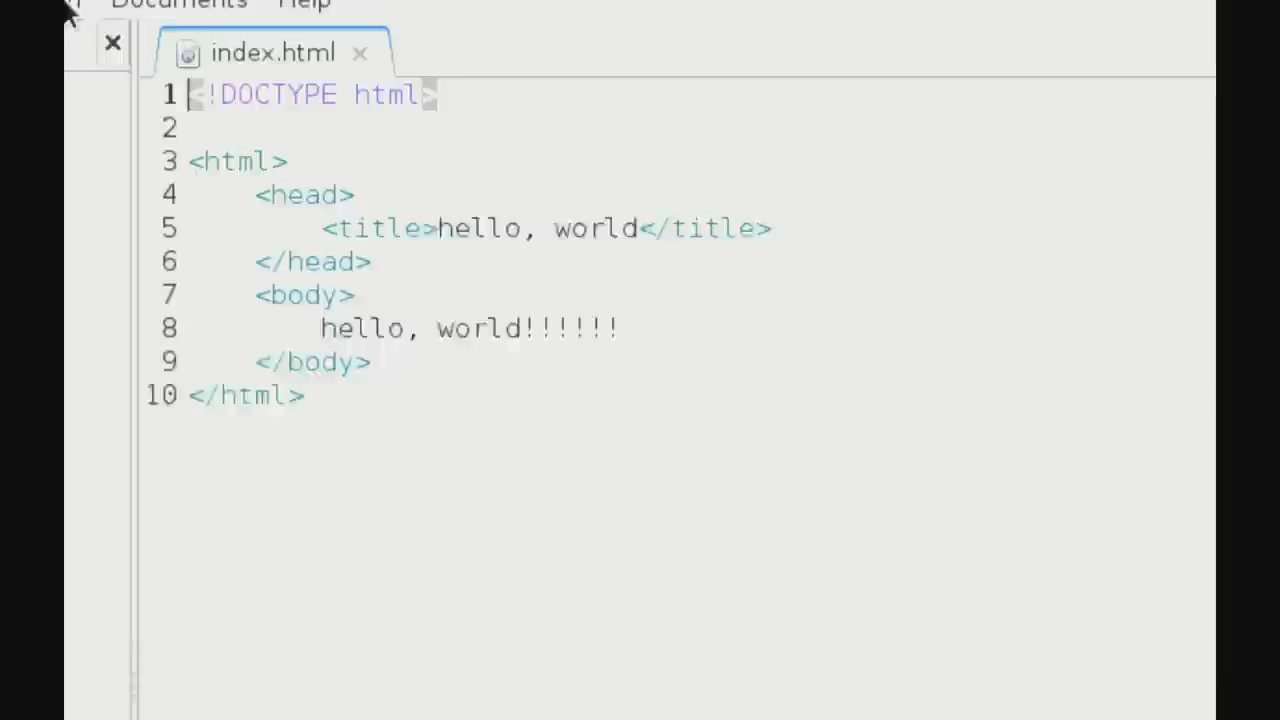 Documents Help
index.html
1 <!DOCTYPE html>
2
3 <html>
4     <head>
5         <title>hello, world</title>
6     </head>
7     <body>
8         hello, world!!!!!!
9     </body>
10 </html>